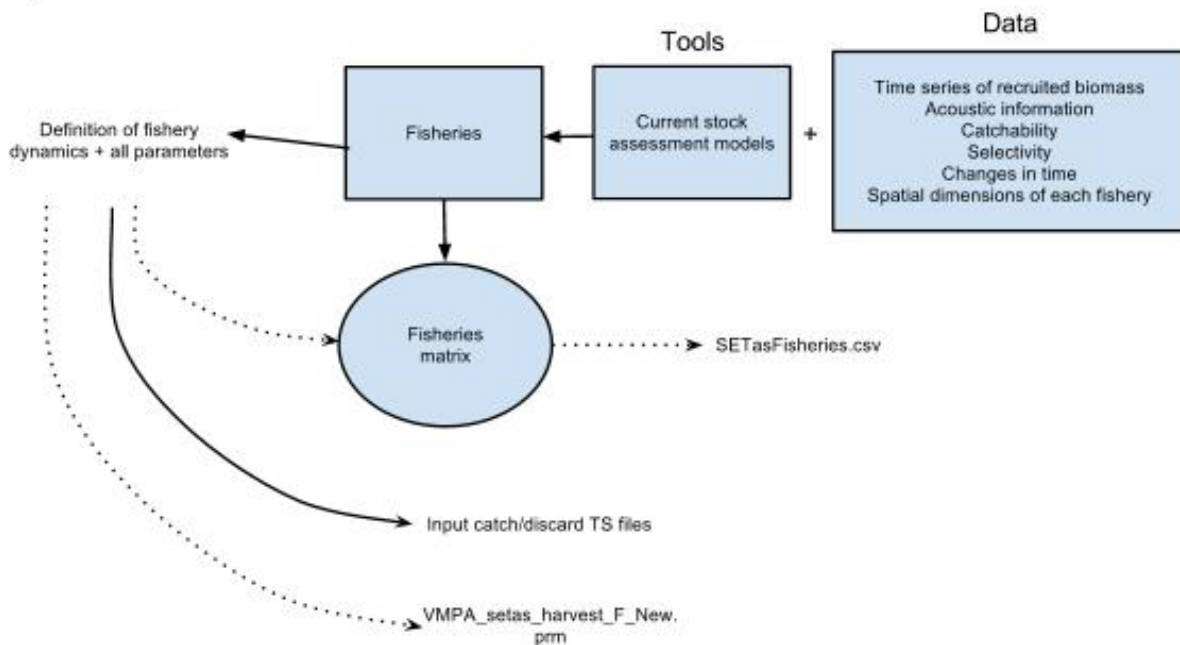 Tools
Data
Definition of fishery
dynamics + all parameters
Fisheries
Current stock
assessment models
+
Time series of recruited biomass
Acoustic information
Catchability
Selectivity
Changes in time
Spatial dimensions of each fishery
Fisheries
matrix
SETasFisheries.csv
Input catch/discard TS files
VMPA_setas_harvest_F_New.
prm